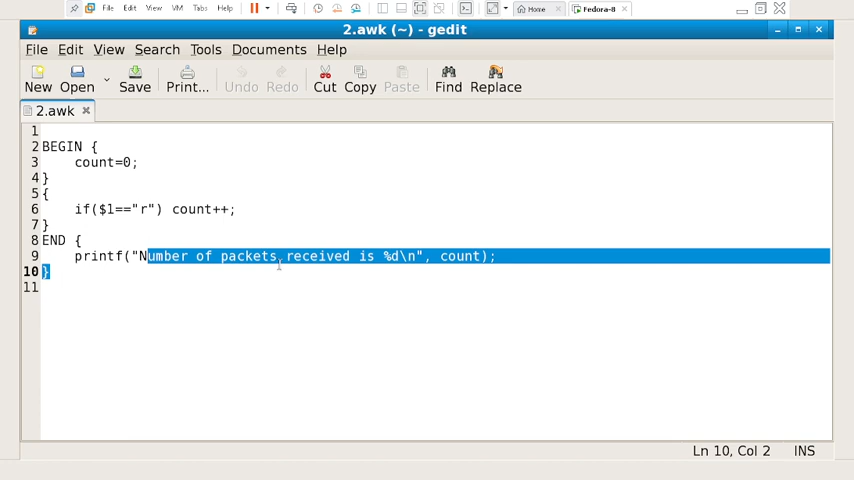 File Edit View VM Tabs Help Home Fedora-8
2.awk (~) - gedit
File Edit View Search Tools Documents Help
New Open Save Print... Undo Redo Cut Copy Paste Find Replace
2.awk
1
2 BEGIN {
3     count=0;
4 }
5 {
6     if($1=="r") count++;
7 }
8 END {
9     printf("Number of packets received is %d\n", count);
10 }
11
Ln 10, Col 2 INS